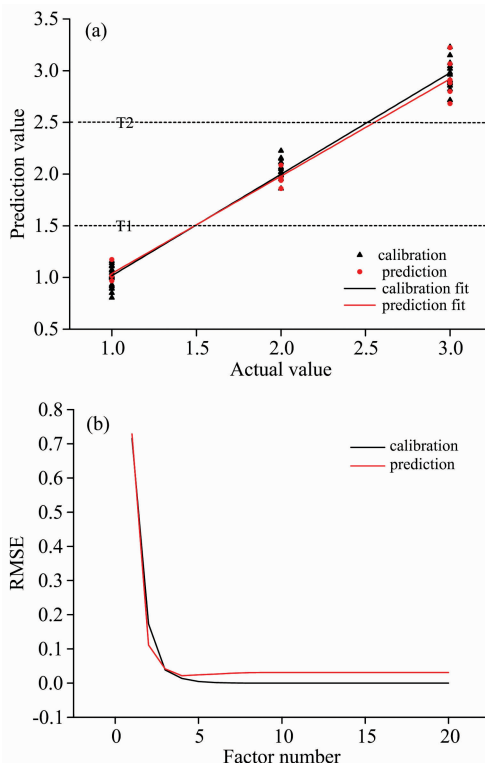 (a)
3.5
3.0
2.5
2.0
1.5
1.0
0.5
Prediction value
T2
T1
calibration
prediction
calibration fit
prediction fit
1.0 1.5 2.0 2.5 3.0
Actual value
(b)
0.8
0.7
0.6
0.5
0.4
0.3
0.2
0.1
0.0
-0.1
RMSE
calibration
prediction
0 5 10 15 20
Factor number